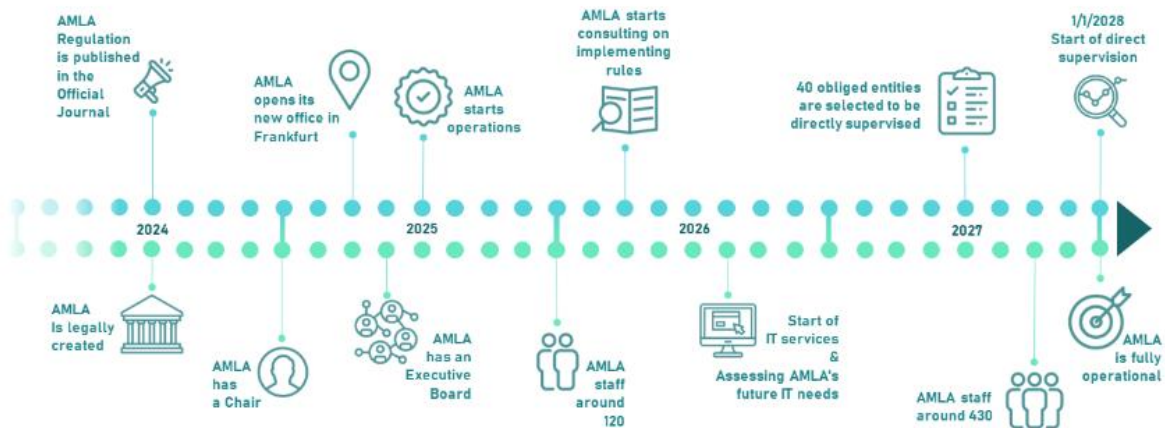 AMLA
Regulation
is published
in the
Official
Journal
AMLA
opens its
new office in
Frankfurt
AMLA
starts
operations
AMLA starts
consulting on
implementing
rules
40 obliged entities
are selected to be
directly supervised
1/1/2028
Start of direct
supervision
2024
2025
2026
2027
AMLA
Is legally
created
AMLA
has
a Chair
AMLA
has an
Executive
Board
AMLA
staff
around
120
Start of
IT services
&
Assessing AMLA's
future IT needs
AMLA staff
around 430
AMLA
is fully
operational